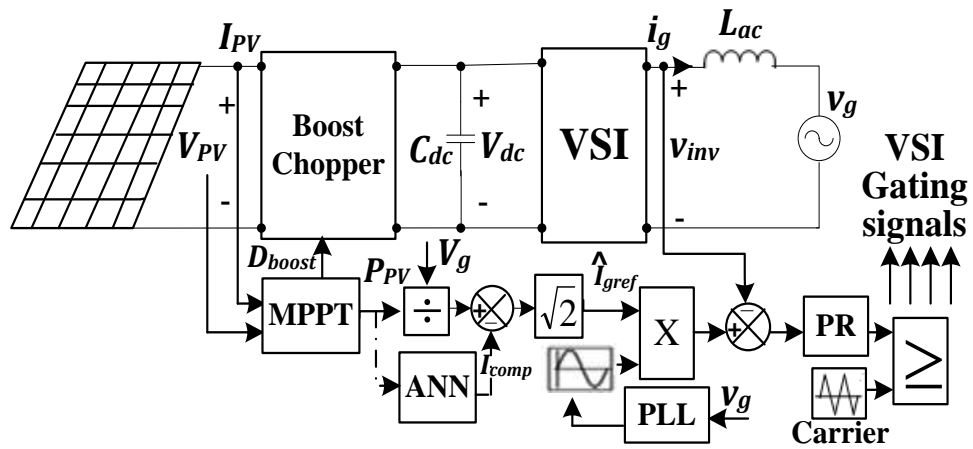 I_PV
i_g
L_ac
+
V_PV
-
Boost
Chopper
C_dc
+
V_dc
-
VSI
+
v_inv
-
v_g
VSI
Gating
signals
D_boost
MPPT
P_PV
V_g
÷
+
−
√2
Î_gref
X
+
−
PR
≥
ANN
I_comp
PLL
v_g
Carrier